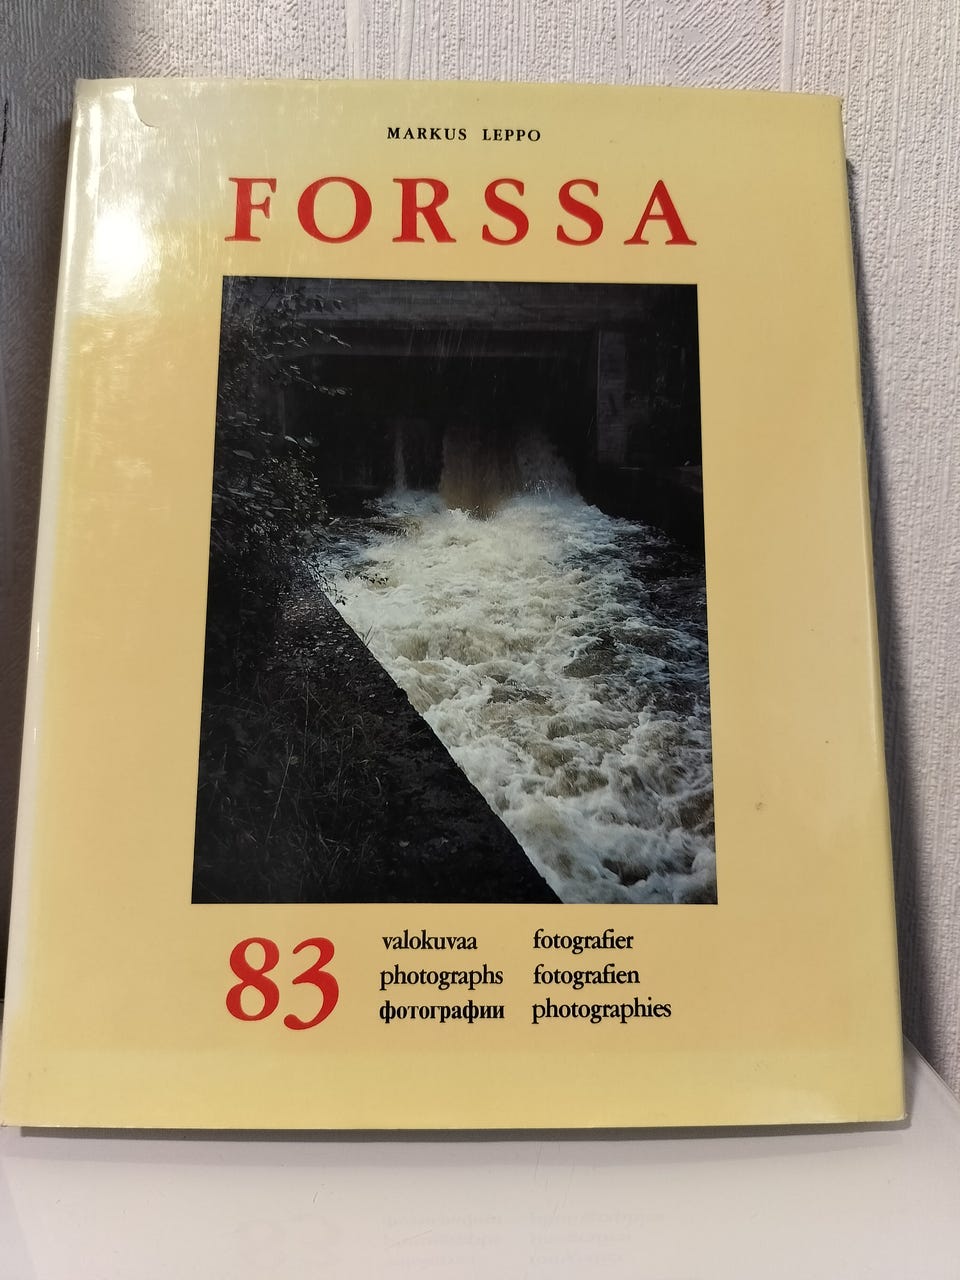 MARKUS LEPPO
FORSSA
83
valokuvaa fotografier
photographs fotografien
фотографии photographies